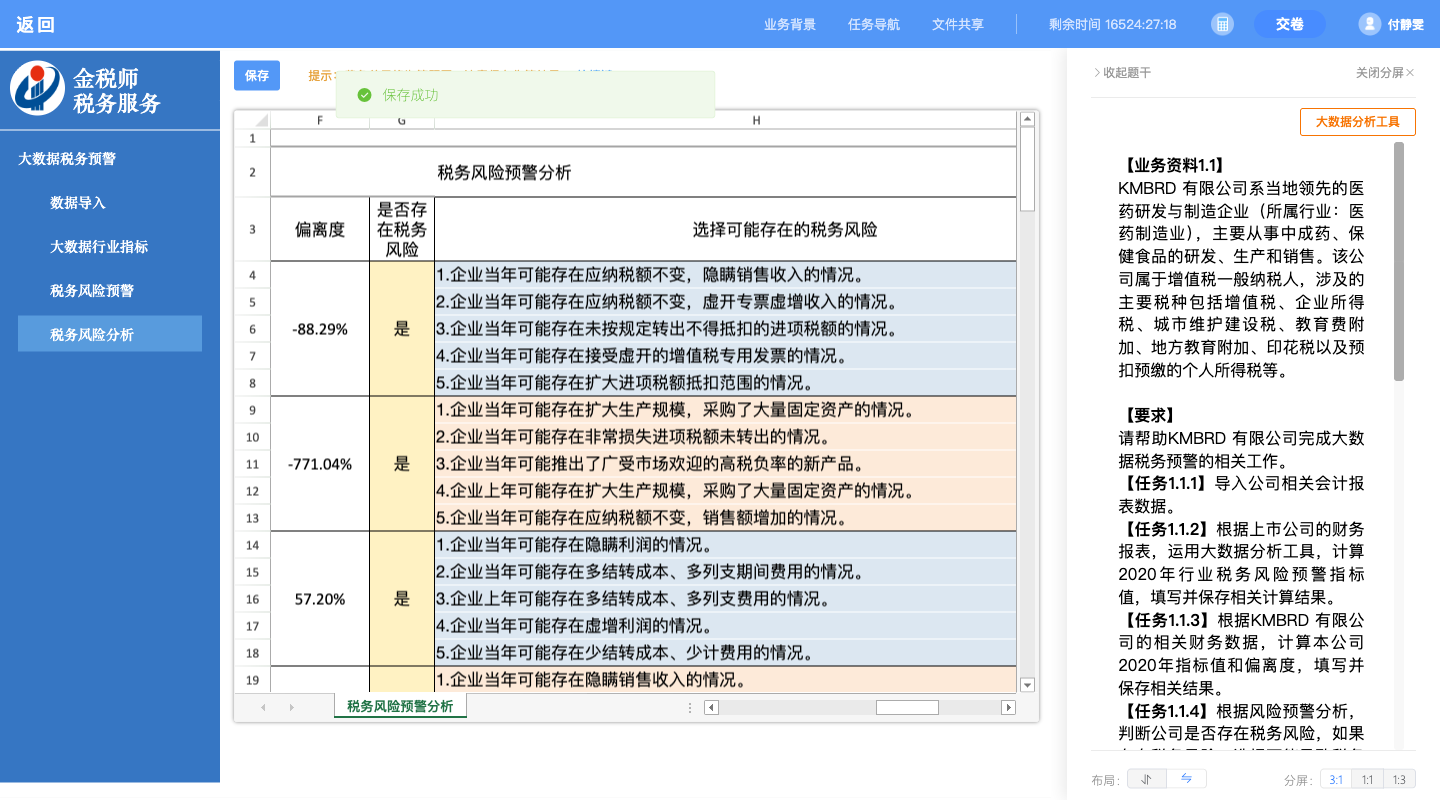 返回
业务背景
任务导航
文件共享
剩余时间 16524:27:18
交卷
付静雯
金税师
税务服务
大数据税务预警
数据导入
大数据行业指标
税务风险预警
税务风险分析
保存
提示:
保存成功
F G H
1
2 税务风险预警分析
3 偏离度 是否存在税务风险 选择可能存在的税务风险
4 1.企业当年可能存在应纳税额不变，隐瞒销售收入的情况。
5 2.企业当年可能存在应纳税额不变，虚开专票虚增收入的情况。
6 -88.29% 是 3.企业当年可能存在未按规定转出不得抵扣的进项税额的情况。
7 4.企业当年可能存在接受虚开的增值税专用发票的情况。
8 5.企业当年可能存在扩大进项税额抵扣范围的情况。
9 1.企业当年可能存在扩大生产规模，采购了大量固定资产的情况。
10 2.企业当年可能存在非常损失进项税额未转出的情况。
11 -771.04% 是 3.企业当年可能推出了广受市场欢迎的高税负率的新产品。
12 4.企业上年可能存在扩大生产规模，采购了大量固定资产的情况。
13 5.企业当年可能存在应纳税额不变，销售额增加的情况。
14 1.企业当年可能存在隐瞒利润的情况。
15 2.企业当年可能存在多结转成本、多列支期间费用的情况。
16 57.20% 是 3.企业上年可能存在多结转成本、多列支费用的情况。
17 4.企业当年可能存在虚增利润的情况。
18 5.企业当年可能存在少结转成本、少计费用的情况。
19 1.企业当年可能存在隐瞒销售收入的情况。
税务风险预警分析
收起题干
关闭分屏×
大数据分析工具
【业务资料1.1】
KMBRD 有限公司系当地领先的医
药研发与制造企业（所属行业：医
药制造业），主要从事中成药、保
健食品的研发、生产和销售。该公
司属于增值税一般纳税人，涉及的
主要税种包括增值税、企业所得
税、城市维护建设税、教育费附
加、地方教育附加、印花税以及预
扣预缴的个人所得税等。
【要求】
请帮助KMBRD 有限公司完成大数
据税务预警的相关工作。
【任务1.1.1】导入公司相关会计报
表数据。
【任务1.1.2】根据上市公司的财务
报表，运用大数据分析工具，计算
2020年行业税务风险预警指标
值，填写并保存相关计算结果。
【任务1.1.3】根据KMBRD 有限公
司的相关财务数据，计算本公司
2020年指标值和偏离度，填写并
保存相关结果。
【任务1.1.4】根据风险预警分析，
判断公司是否存在税务风险，如果
布局:
分屏: 3:1 1:1 1:3